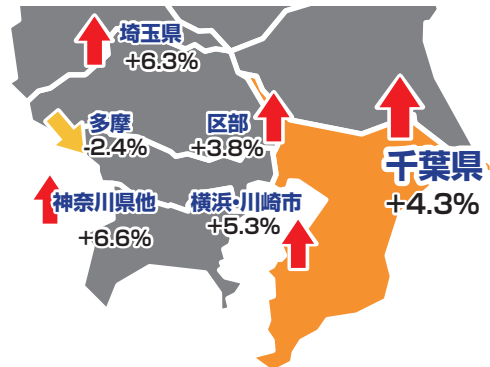 埼玉県
+6.3%
多摩
-2.4%
区部
+3.8%
千葉県
+4.3%
神奈川県他
+6.6%
横浜・川崎市
+5.3%